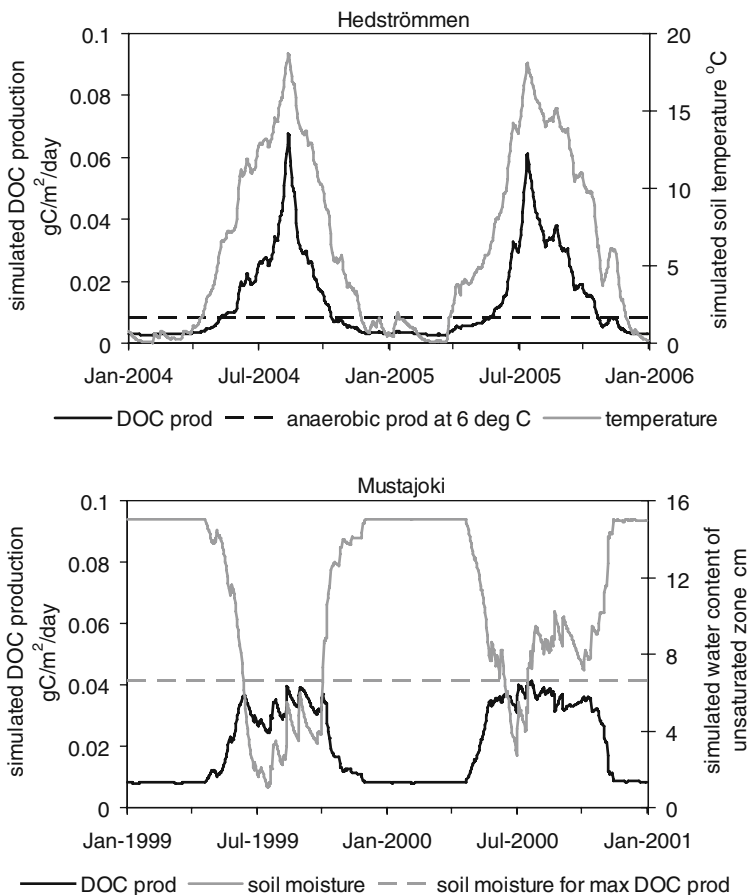 Hedströmmen
simulated DOC production
gC/m²/day
0.1
0.08
0.06
0.04
0.02
0
20
15
10
5
0
simulated soil temperature °C
Jan-2004 Jul-2004 Jan-2005 Jul-2005 Jan-2006
DOC prod anaerobic prod at 6 deg C temperature
Mustajoki
simulated DOC production
gC/m²/day
0.1
0.08
0.06
0.04
0.02
0
16
12
8
4
0
simulated water content of
unsaturated zone cm
Jan-1999 Jul-1999 Jan-2000 Jul-2000 Jan-2001
DOC prod soil moisture soil moisture for max DOC prod